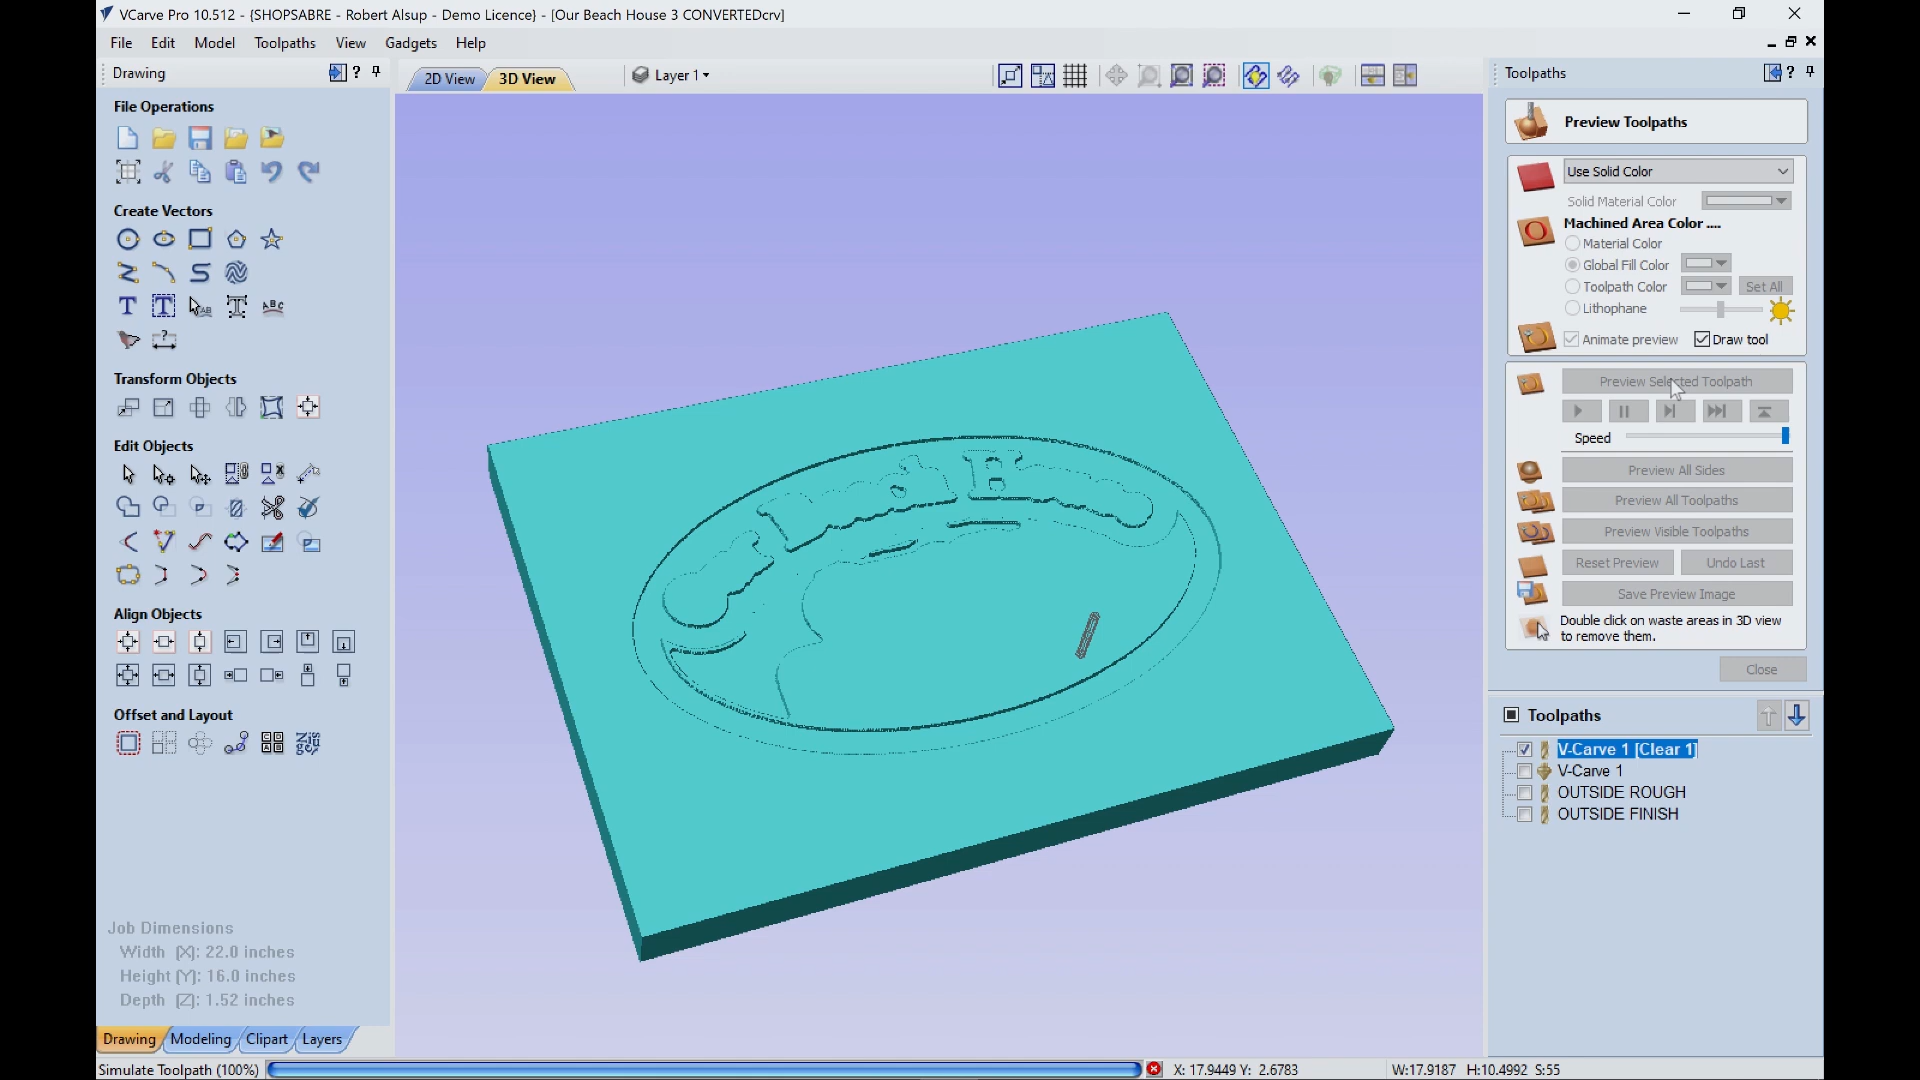 VCarve Pro 10.512 - {SHOPSABRE - Robert Alsup - Demo Licence} - [Our Beach House 3 CONVERTEDcrv]
File Edit Model Toolpaths View Gadgets Help
Drawing
2D View 3D View Layer 1
Toolpaths
File Operations
Create Vectors
Transform Objects
Edit Objects
Align Objects
Offset and Layout
Job Dimensions
Width (X): 22.0 inches
Height (Y): 16.0 inches
Depth (Z): 1.52 inches
Drawing Modeling Clipart Layers
Simulate Toolpath (100%) X: 17.9449 Y: 2.6783 W:17.9187 H:10.4992 S:55
Preview Toolpaths
Use Solid Color
Solid Material Color
Machined Area Color ....
Material Color
Global Fill Color
Toolpath Color Set All
Lithophane
Animate preview Draw tool
Preview Selected Toolpath
Speed
Preview All Sides
Preview All Toolpaths
Preview Visible Toolpaths
Reset Preview Undo Last
Save Preview Image
Double click on waste areas in 3D view
to remove them.
Close
Toolpaths
V-Carve 1 [Clear 1]
V-Carve 1
OUTSIDE ROUGH
OUTSIDE FINISH